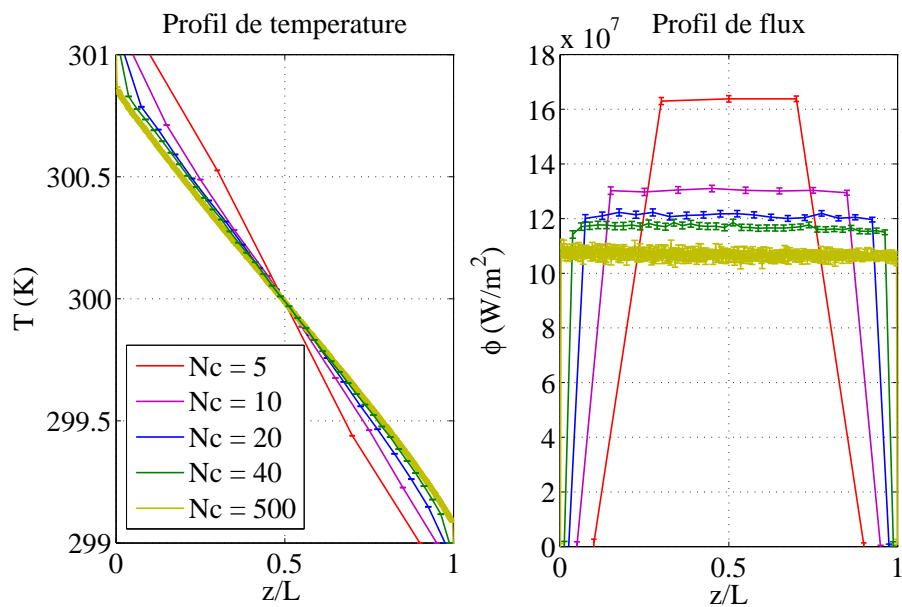 Profil de temperature
301
300.5
300
299.5
299
T (K)
0
0.5
1
z/L
Nc = 5
Nc = 10
Nc = 20
Nc = 40
Nc = 500
Profil de flux
x 10^7
18
16
14
12
10
8
6
4
2
0
ϕ (W/m²)
0
0.5
1
z/L